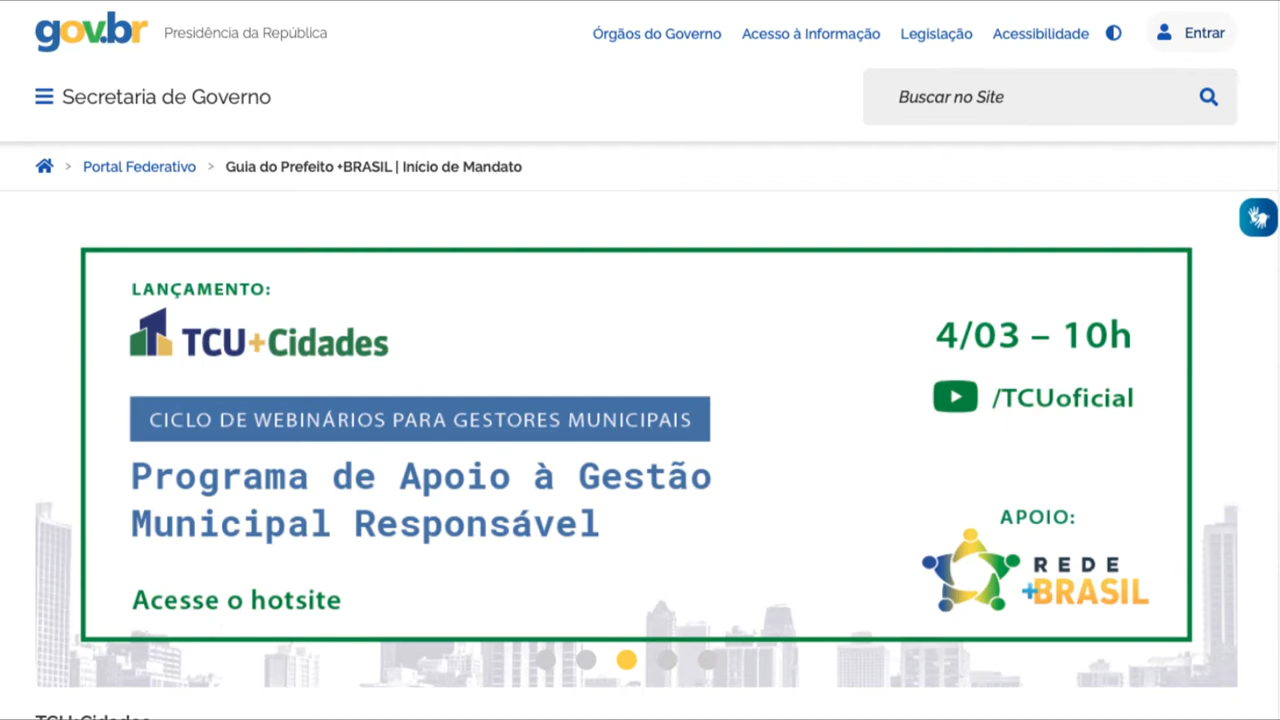 gov.br Presidência da República Órgãos do Governo Acesso à Informação Legislação Acessibilidade Entrar
Secretaria de Governo Buscar no Site
> Portal Federativo > Guia do Prefeito +BRASIL | Início de Mandato
LANÇAMENTO:
TCU+Cidades
4/03 – 10h
/TCUoficial
CICLO DE WEBINÁRIOS PARA GESTORES MUNICIPAIS
Programa de Apoio à Gestão
Municipal Responsável
APOIO:
REDE
+BRASIL
Acesse o hotsite
TCU+Cidades